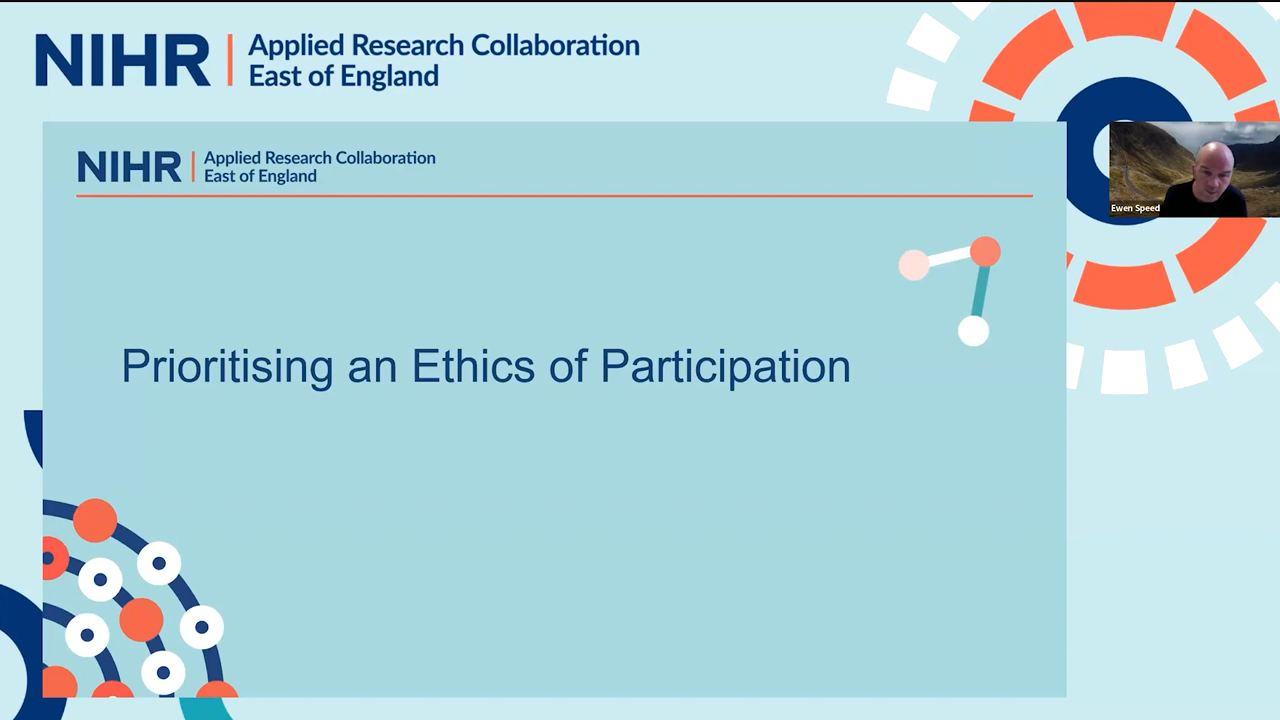 NIHR | Applied Research Collaboration
East of England
NIHR | Applied Research Collaboration
East of England
Ewen Speed
Prioritising an Ethics of Participation